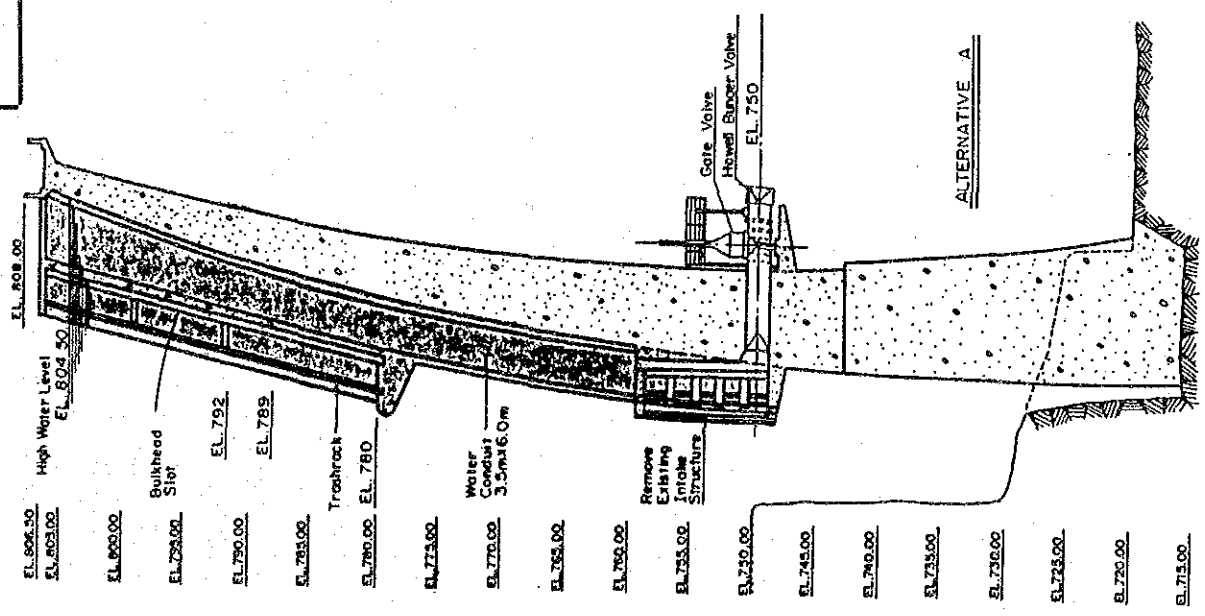 EL. 808.00
High Water Level
EL. 804.50
EL. 806.50
EL. 805.00
EL. 800.00
EL. 795.00
EL. 790.00
EL. 785.00
EL. 780.00
EL. 775.00
EL. 770.00
EL. 765.00
EL. 760.00
EL. 755.00
EL. 750.00
EL. 745.00
EL. 740.00
EL. 735.00
EL. 730.00
EL. 725.00
EL. 720.00
EL. 715.00
Bulkhead
Slot
EL. 792
EL. 789
Trashrack
EL. 780
Water
Conduit
3.5mx6.0m
Remove
Existing
Intake
Structure
Gate Valve
Howell Bunger Valve
EL. 750
ALTERNATIVE A